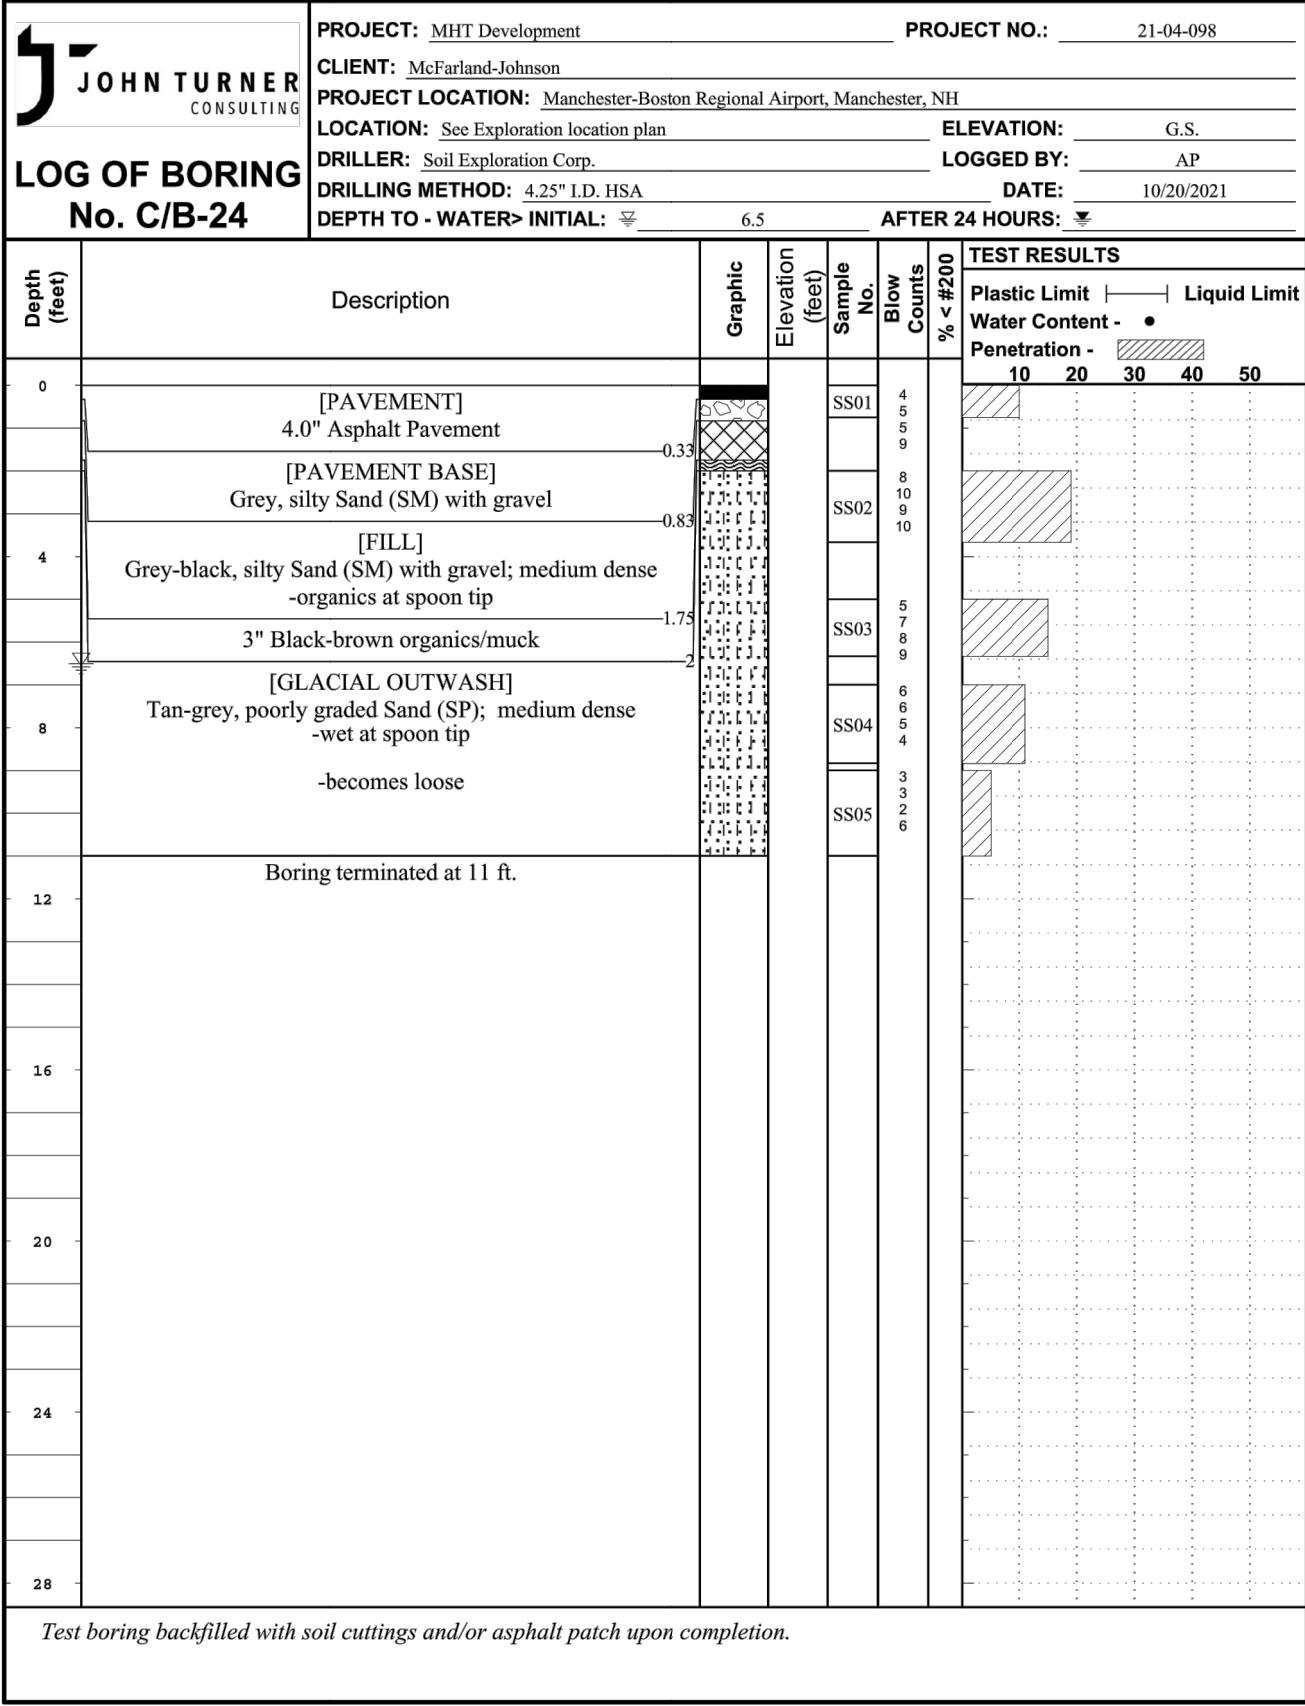 JOHN TURNER
CONSULTING
LOG OF BORING
No. C/B-24
PROJECT: MHT Development PROJECT NO.: 21-04-098
CLIENT: McFarland-Johnson
PROJECT LOCATION: Manchester-Boston Regional Airport, Manchester, NH
LOCATION: See Exploration location plan ELEVATION: G.S.
DRILLER: Soil Exploration Corp. LOGGED BY: AP
DRILLING METHOD: 4.25" I.D. HSA DATE: 10/20/2021
DEPTH TO - WATER> INITIAL: 6.5 AFTER 24 HOURS:
Depth
(feet)
Description
Graphic
Elevation
(feet)
Sample
No.
Blow
Counts
% < #200
TEST RESULTS
Plastic Limit Liquid Limit
Water Content - ●
Penetration -
10 20 30 40 50
0
[PAVEMENT]
4.0" Asphalt Pavement
0.33
SS01
4
5
5
9
[PAVEMENT BASE]
Grey, silty Sand (SM) with gravel
0.83
SS02
8
10
9
10
4
[FILL]
Grey-black, silty Sand (SM) with gravel; medium dense
-organics at spoon tip
1.75
3" Black-brown organics/muck
2
SS03
5
7
8
9
[GLACIAL OUTWASH]
Tan-grey, poorly graded Sand (SP); medium dense
-wet at spoon tip
8
SS04
6
6
5
4
-becomes loose
SS05
3
3
2
6
Boring terminated at 11 ft.
12
16
20
24
28
Test boring backfilled with soil cuttings and/or asphalt patch upon completion.